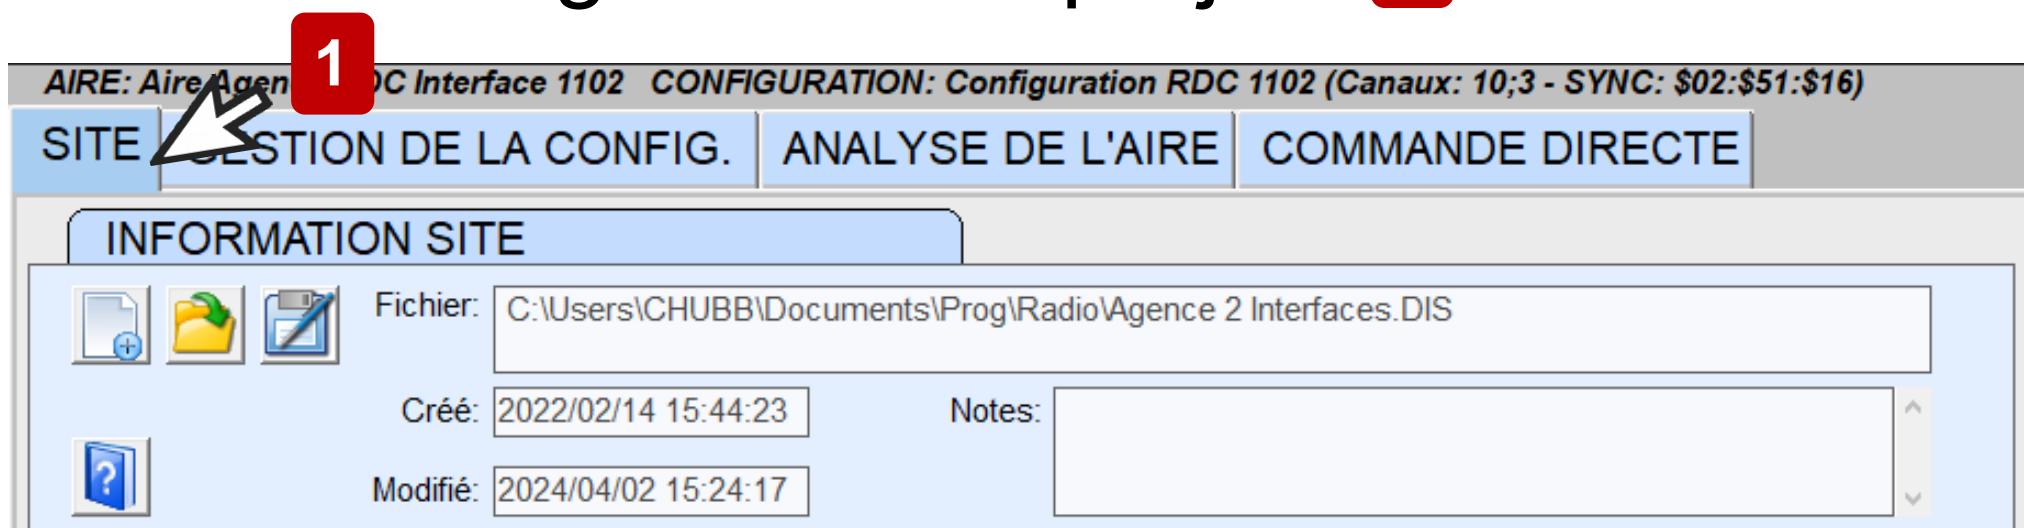 1
AIRE: Aire Agen DC Interface 1102 CONFIGURATION: Configuration RDC 1102 (Canaux: 10;3 - SYNC: $02:$51:$16)
SITE GESTION DE LA CONFIG. ANALYSE DE L'AIRE COMMANDE DIRECTE
INFORMATION SITE
Fichier: C:\Users\CHUBB\Documents\Prog\Radio\Agence 2 Interfaces.DIS
Créé: 2022/02/14 15:44:23 Notes:
Modifié: 2024/04/02 15:24:17